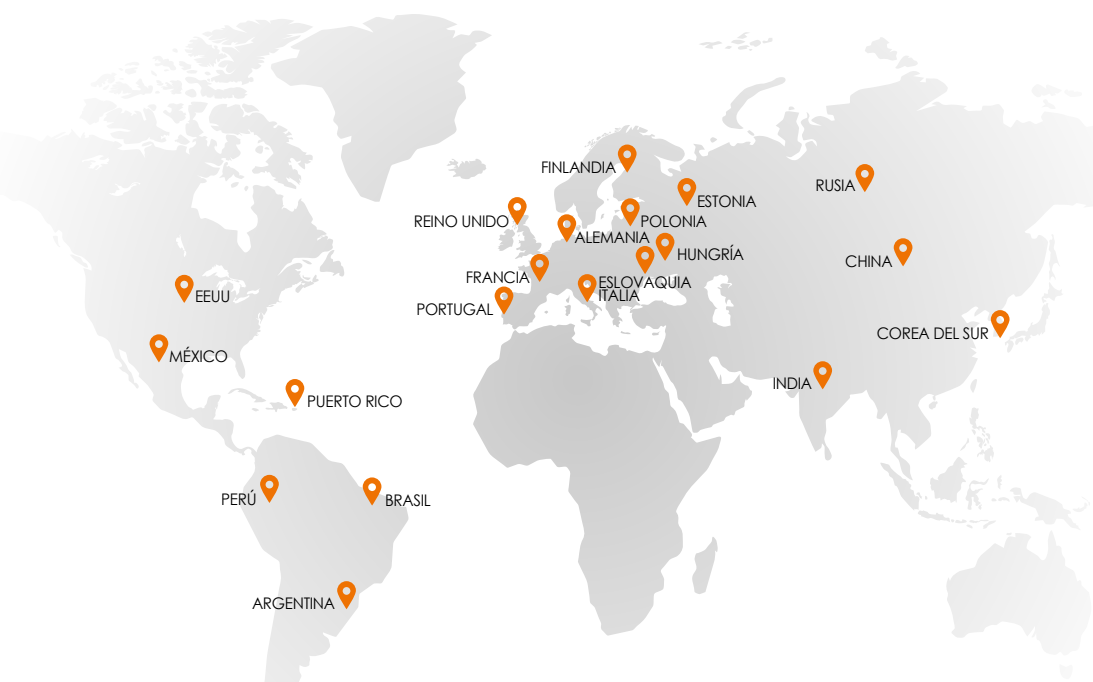 FINLANDIA
RUSIA
ESTONIA
REINO UNIDO
POLONIA
ALEMANIA
HUNGRÍA
CHINA
FRANCIA
ESLOVAQUIA
ITALIA
EEUU
PORTUGAL
COREA DEL SUR
MÉXICO
INDIA
PUERTO RICO
PERÚ
BRASIL
ARGENTINA